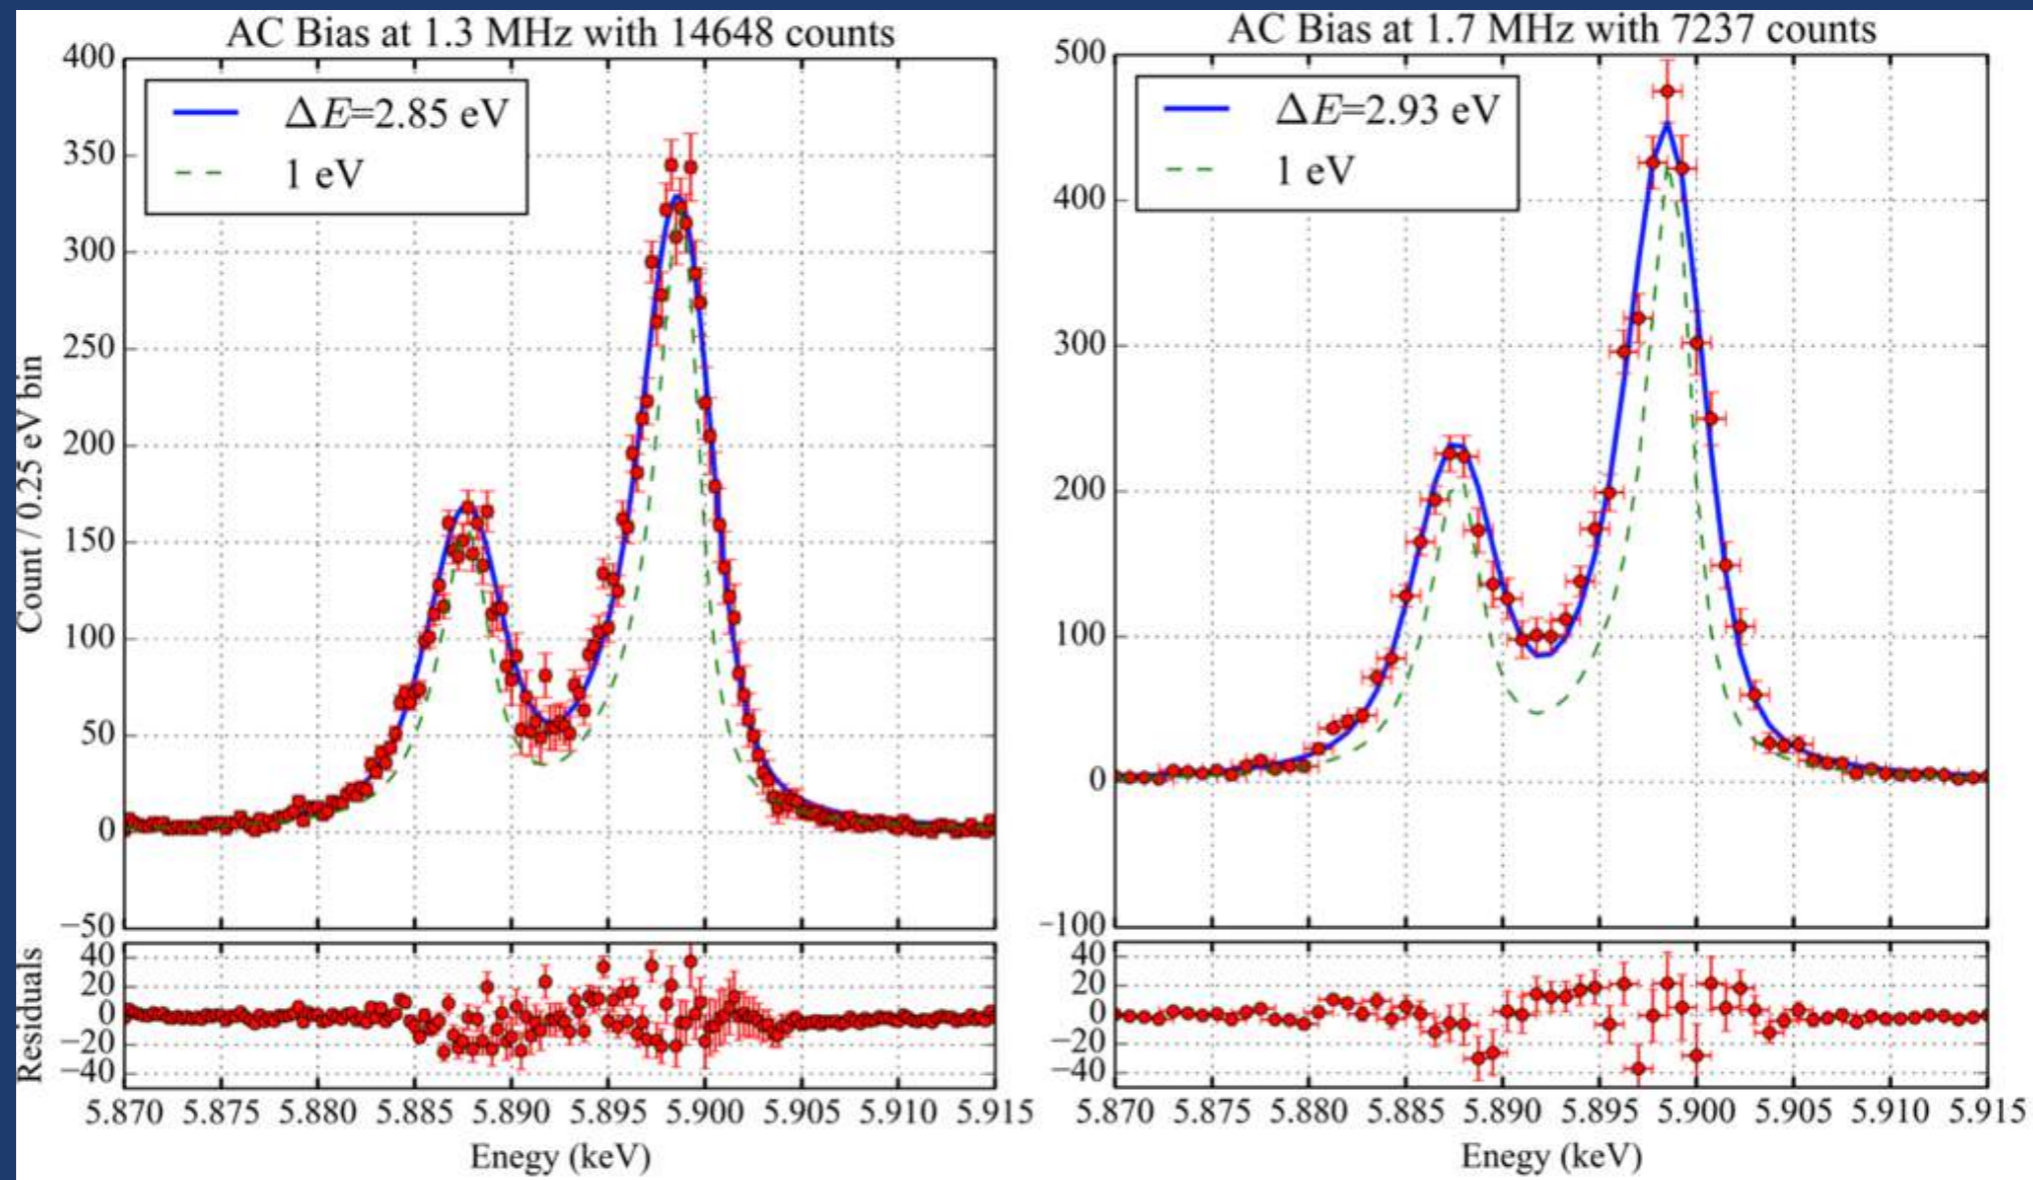 AC Bias at 1.3 MHz with 14648 counts
400
350
300
250
200
150
100
50
0
−50
Count / 0.25 eV bin
ΔE=2.85 eV
1 eV
40
20
0
−20
−40
Residuals
5.870 5.875 5.880 5.885 5.890 5.895 5.900 5.905 5.910 5.915
Enegy (keV)
AC Bias at 1.7 MHz with 7237 counts
500
400
300
200
100
0
-100
ΔE=2.93 eV
1 eV
40
20
0
−20
−40
5.870 5.875 5.880 5.885 5.890 5.895 5.900 5.905 5.910 5.915
Enegy (keV)